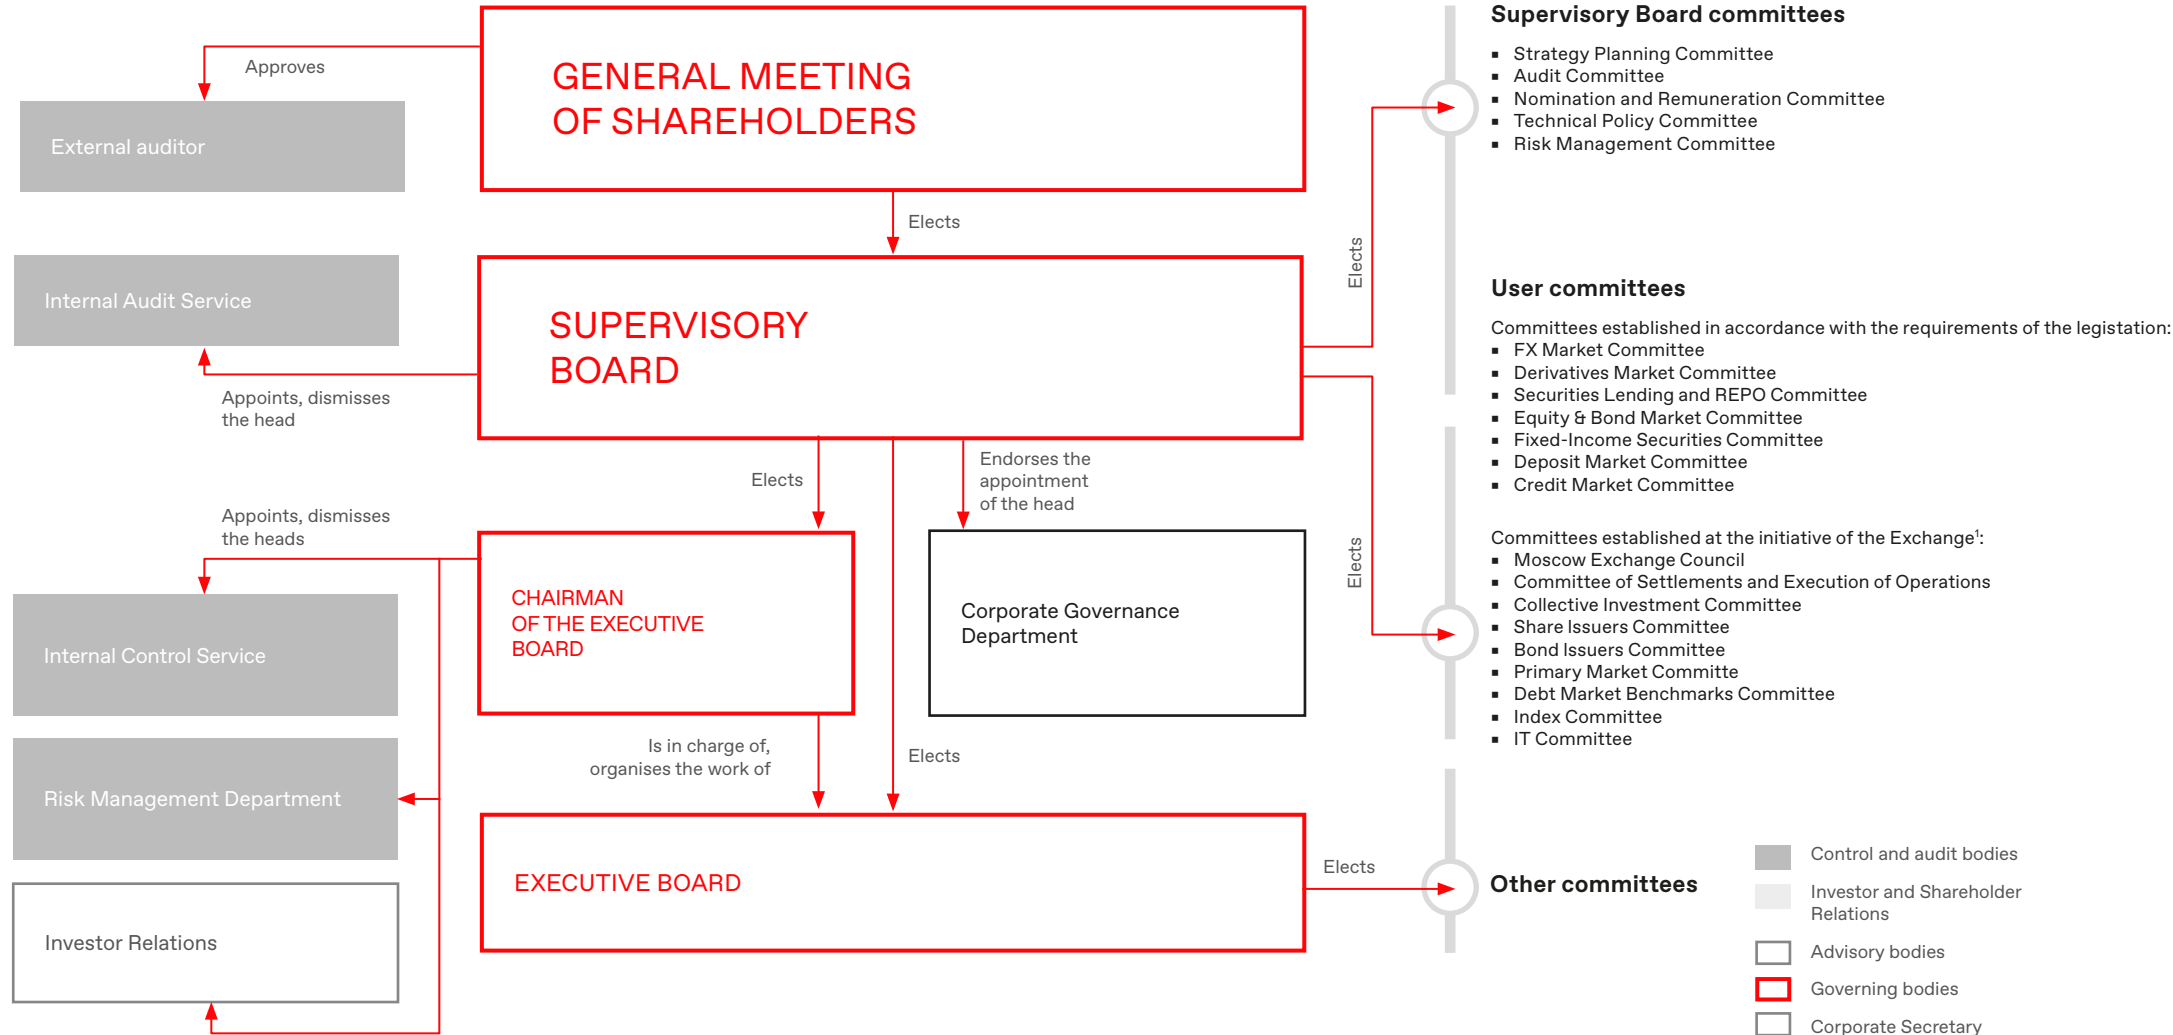 Approves
External auditor
GENERAL MEETING
OF SHAREHOLDERS
Elects
Internal Audit Service
Appoints, dismisses
the head
SUPERVISORY
BOARD
Elects
Elects
Elects
Endorses the
appointment
of the head
Appoints, dismisses
the heads
Internal Control Service
CHAIRMAN
OF THE EXECUTIVE
BOARD
Corporate Governance
Department
Is in charge of,
organises the work of
Elects
Risk Management Department
EXECUTIVE BOARD
Elects
Investor Relations
Supervisory Board committees
▪ Strategy Planning Committee
▪ Audit Committee
▪ Nomination and Remuneration Committee
▪ Technical Policy Committee
▪ Risk Management Committee
User committees
Committees established in accordance with the requirements of the legistation:
▪ FX Market Committee
▪ Derivatives Market Committee
▪ Securities Lending and REPO Committee
▪ Equity & Bond Market Committee
▪ Fixed-Income Securities Committee
▪ Deposit Market Committee
▪ Credit Market Committee
Committees established at the initiative of the Exchange¹:
▪ Moscow Exchange Council
▪ Committee of Settlements and Execution of Operations
▪ Collective Investment Committee
▪ Share Issuers Committee
▪ Bond Issuers Committee
▪ Primary Market Committe
▪ Debt Market Benchmarks Committee
▪ Index Committee
▪ IT Committee
Other committees
Control and audit bodies
Investor and Shareholder
Relations
Advisory bodies
Governing bodies
Corporate Secretary